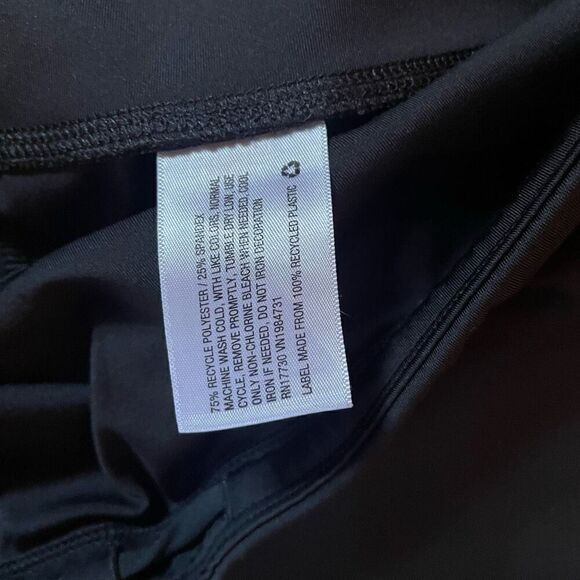 75% RECYCLE POLYESTER / 25% SPANDEX
MACHINE WASH COLD, WITH LIKE COLORS, NORMAL
CYCLE, REMOVE PROMPTLY, TUMBLE DRY LOW, USE
ONLY NON-CHLORINE BLEACH WHEN NEEDED, COOL
IRON IF NEEDED, DO NOT IRON DECORATION
RN17730 VN1984731
LABEL MADE FROM 100% RECYCLED PLASTIC